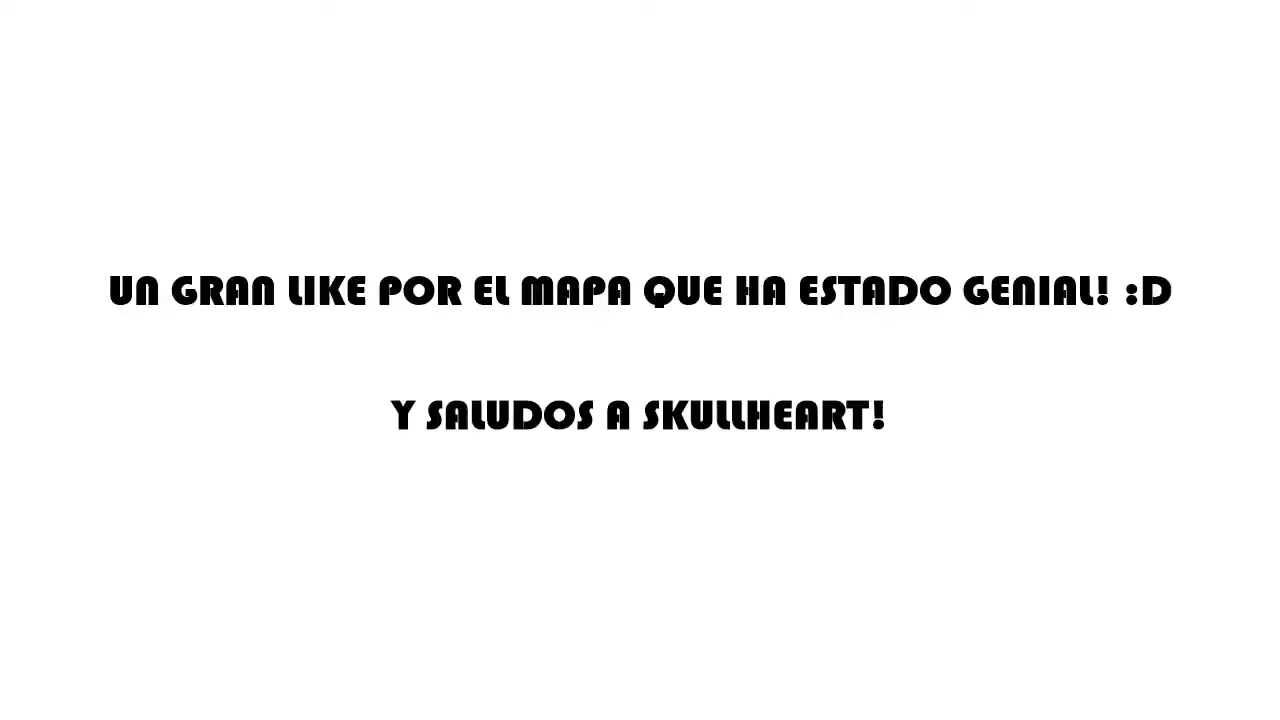 UN GRAN LIKE POR EL MAPA QUE HA ESTADO GENIAL! :D
Y SALUDOS A SKULLHEART!